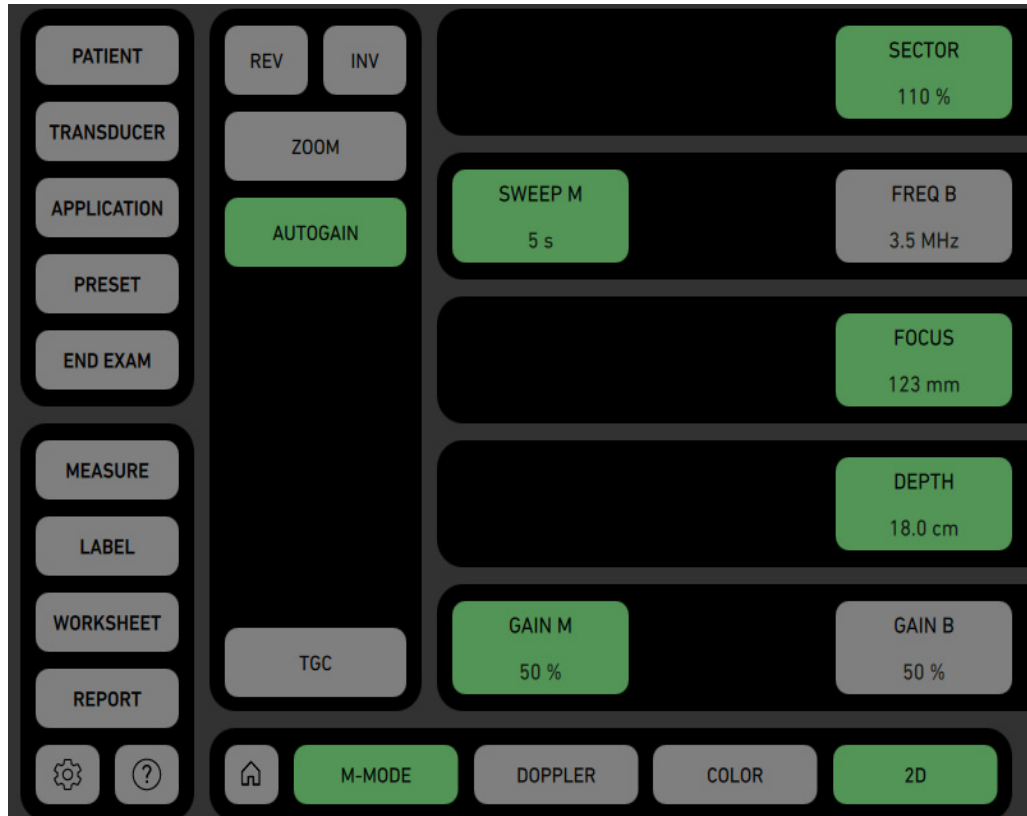 PATIENT
TRANSDUCER
APPLICATION
PRESET
END EXAM
MEASURE
LABEL
WORKSHEET
REPORT
?
REV INV
ZOOM
AUTOGAIN
TGC
SECTOR
110 %
SWEEP M
5 s
FREQ B
3.5 MHz
FOCUS
123 mm
DEPTH
18.0 cm
GAIN M
50 %
GAIN B
50 %
M-MODE DOPPLER COLOR 2D